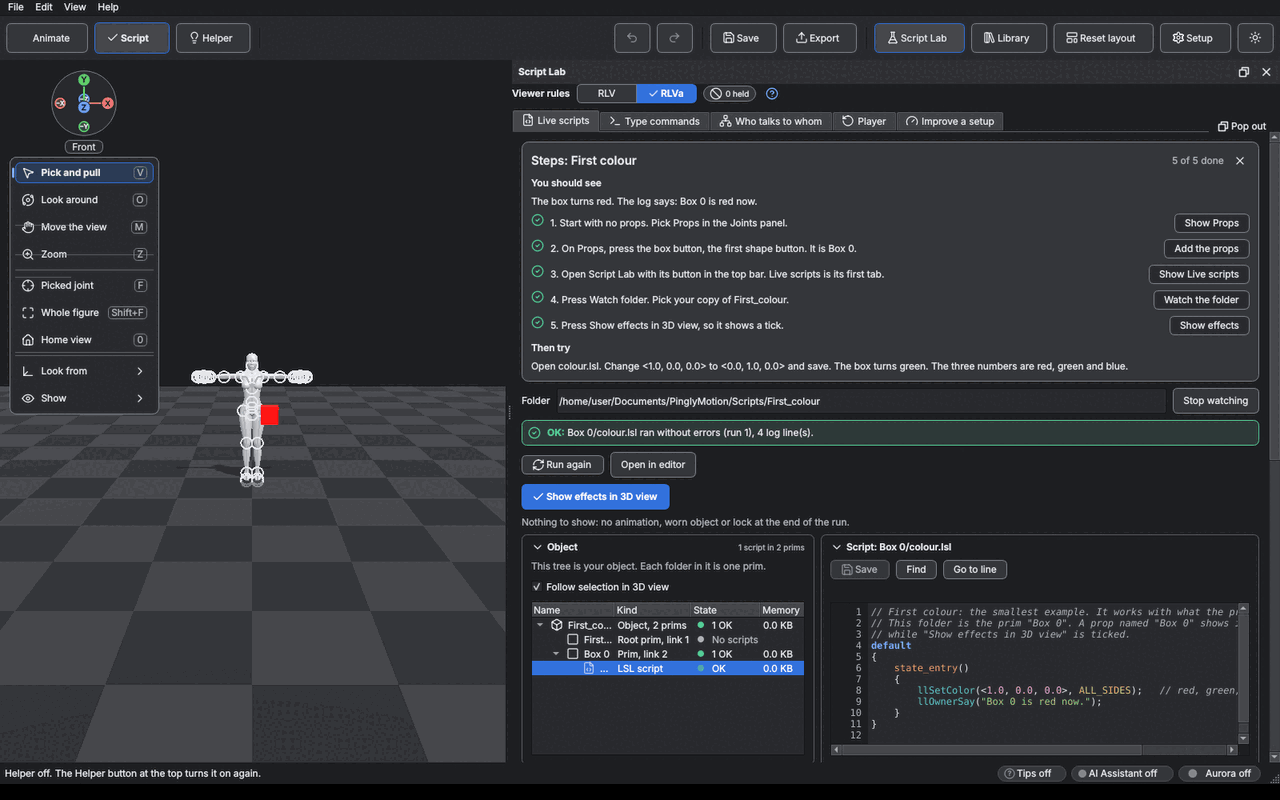 File Edit View Help
Animate Script Helper Save Export Script Lab Library Reset layout Setup
Script Lab
Viewer rules RLV RLVa 0 held
Live scripts Type commands Who talks to whom Player Improve a setup
Pop out
Y
-X Z X
-Y
Front
Pick and pull V
Look around O
Move the view M
Zoom Z
Picked joint F
Whole figure Shift+F
Home view 0
Look from
Show
Steps: First colour 5 of 5 done
You should see
The box turns red. The log says: Box 0 is red now.
1. Start with no props. Pick Props in the Joints panel. Show Props
2. On Props, press the box button, the first shape button. It is Box 0. Add the props
3. Open Script Lab with its button in the top bar. Live scripts is its first tab. Show Live scripts
4. Press Watch folder. Pick your copy of First_colour. Watch the folder
5. Press Show effects in 3D view, so it shows a tick. Show effects
Then try
Open colour.lsl. Change <1.0, 0.0, 0.0> to <0.0, 1.0, 0.0> and save. The box turns green. The three numbers are red, green and blue.
Folder /home/user/Documents/PinglyMotion/Scripts/First_colour Stop watching
OK: Box 0/colour.lsl ran without errors (run 1), 4 log line(s).
Run again Open in editor
Show effects in 3D view
Nothing to show: no animation, worn object or lock at the end of the run.
Object 1 script in 2 prims
This tree is your object. Each folder in it is one prim.
Follow selection in 3D view
Name Kind State Memory
First_co... Object, 2 prims 1 OK 0.0 KB
First... Root prim, link 1 No scripts
Box 0 Prim, link 2 1 OK 0.0 KB
... LSL script OK 0.0 KB
Script: Box 0/colour.lsl
Save Find Go to line
1 // First colour: the smallest example. It works with what the
2 // This folder is the prim "Box 0". A prop named "Box 0" shows
3 // while "Show effects in 3D view" is ticked.
4 default
5 {
6 state_entry()
7 {
8 llSetColor(<1.0, 0.0, 0.0>, ALL_SIDES); // red, green,
9 llOwnerSay("Box 0 is red now.");
10 }
11 }
12
Helper off. The Helper button at the top turns it on again.
Tips off AI Assistant off Aurora off